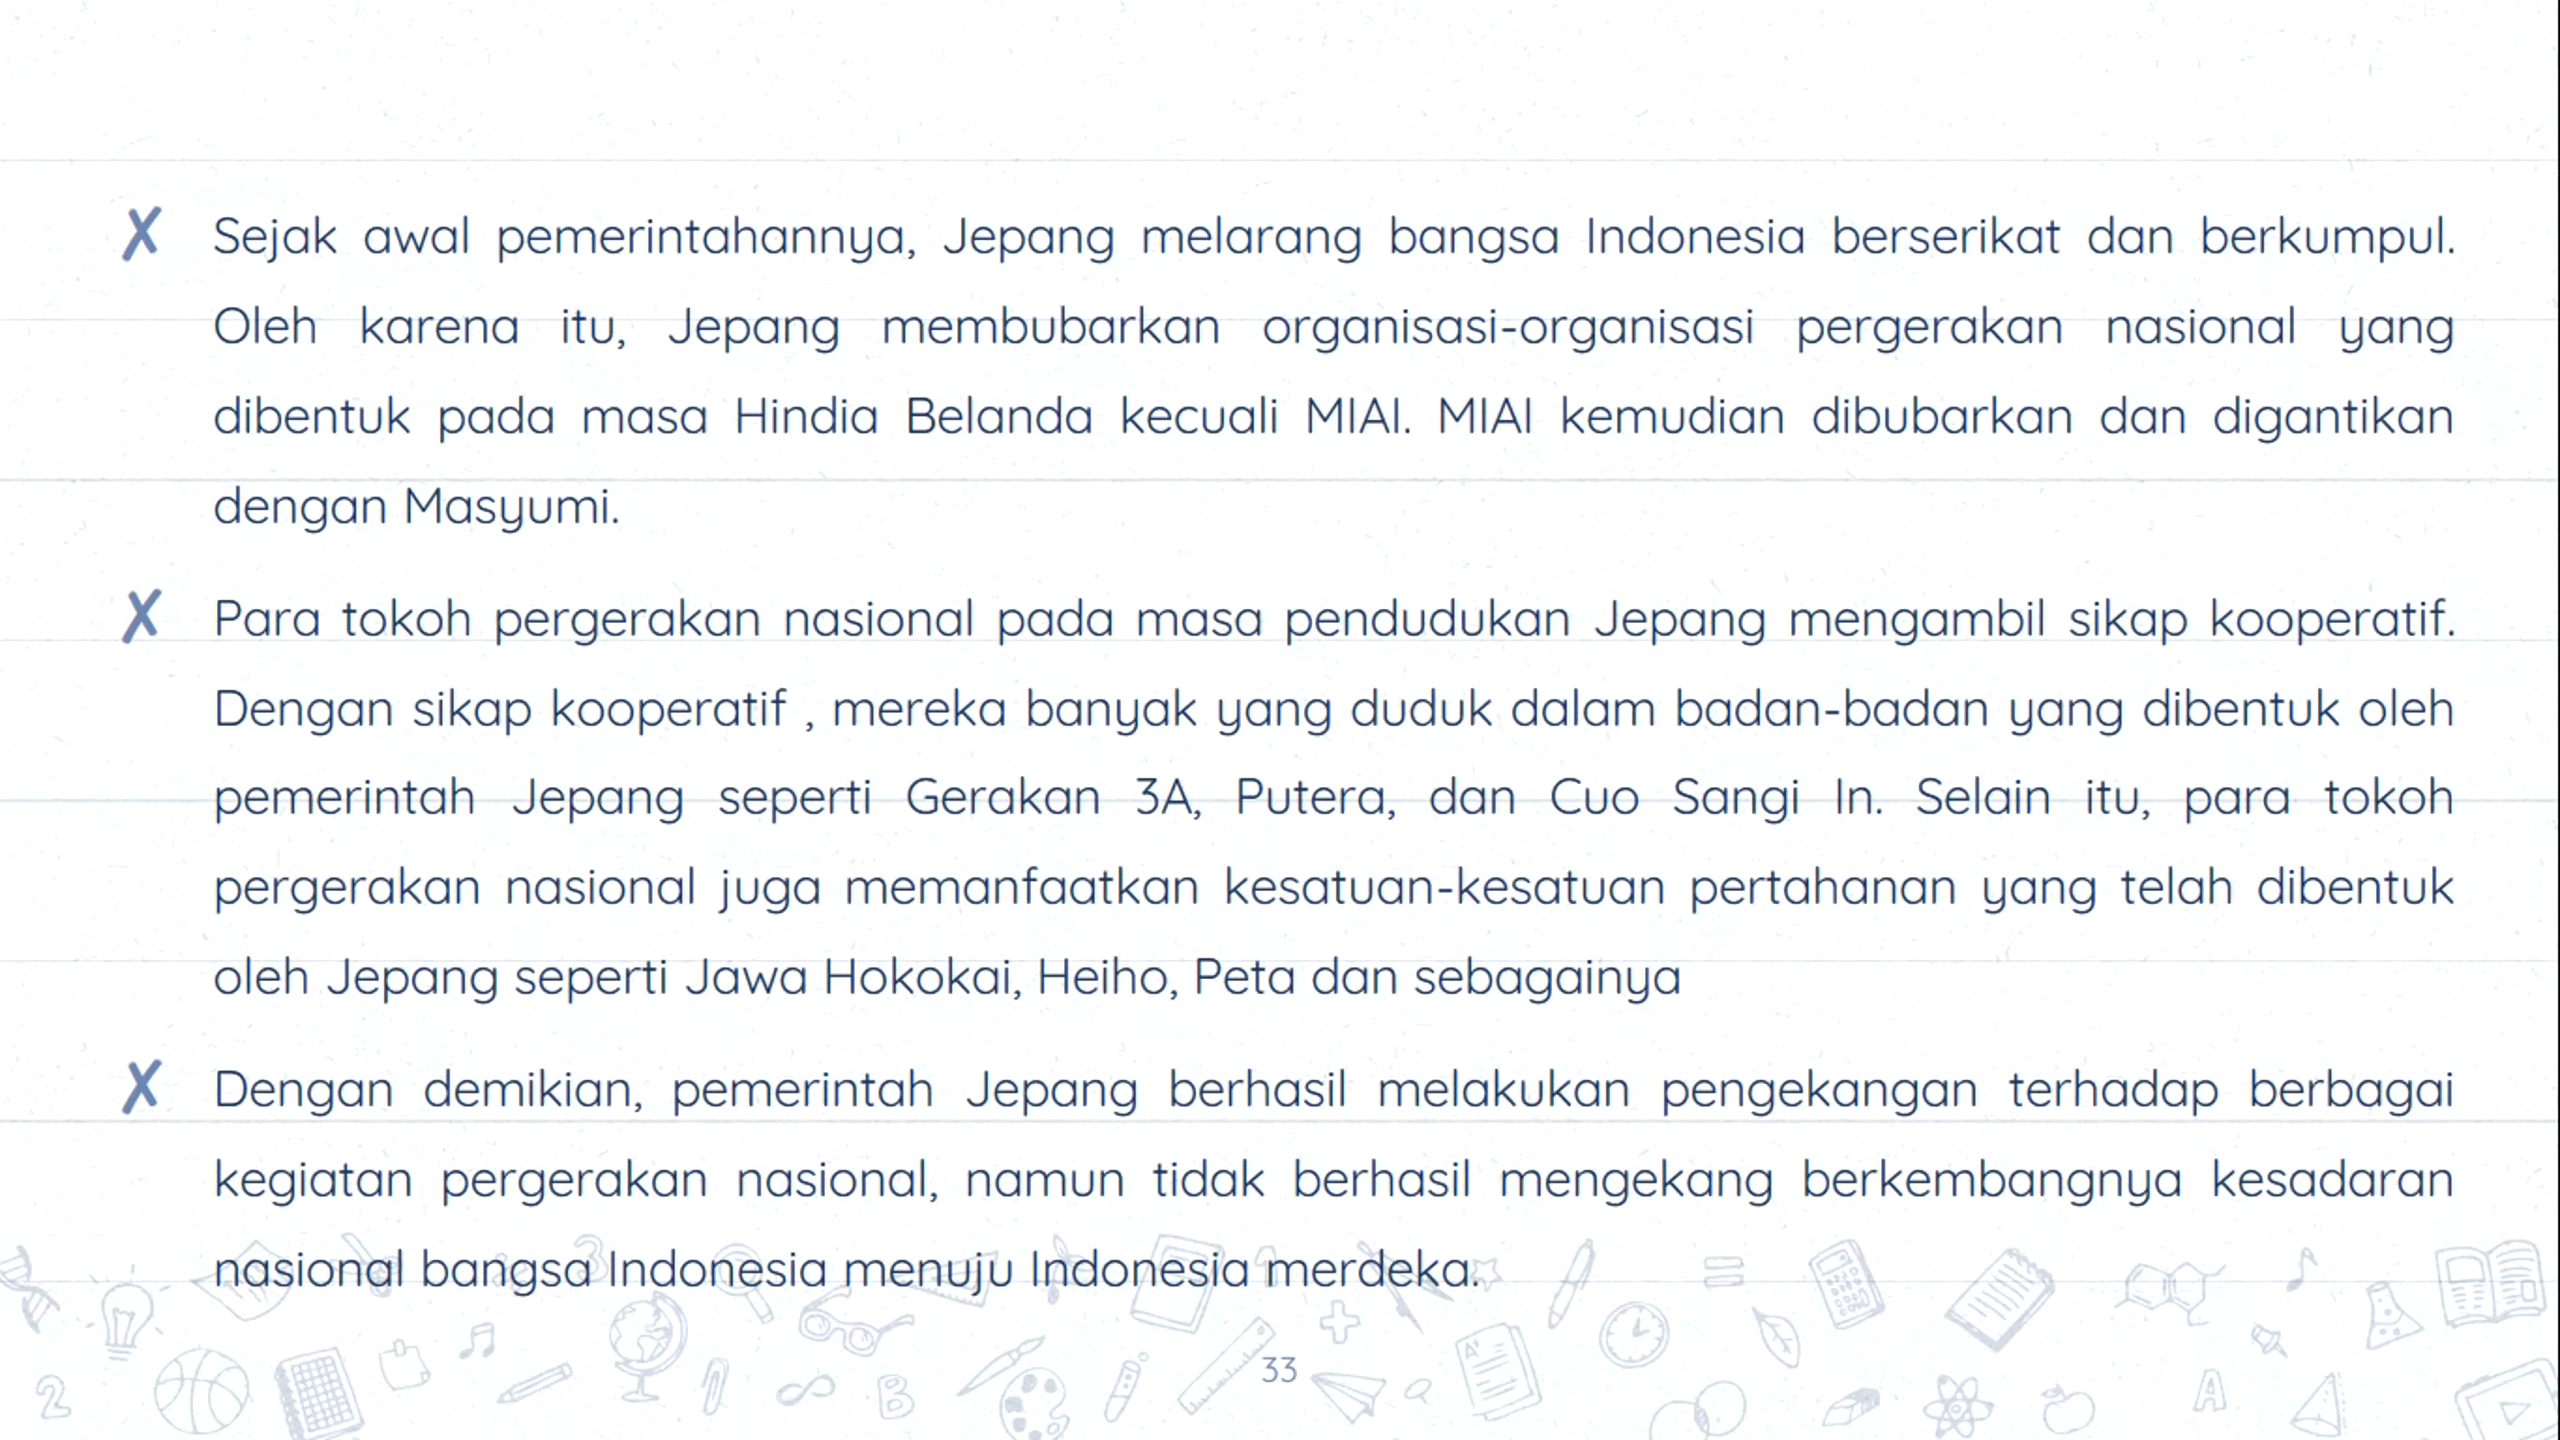 ✗ Sejak awal pemerintahannya, Jepang melarang bangsa Indonesia berserikat dan berkumpul.
Oleh karena itu, Jepang membubarkan organisasi-organisasi pergerakan nasional yang
dibentuk pada masa Hindia Belanda kecuali MIAI. MIAI kemudian dibubarkan dan digantikan
dengan Masyumi.
✗ Para tokoh pergerakan nasional pada masa pendudukan Jepang mengambil sikap kooperatif.
Dengan sikap kooperatif , mereka banyak yang duduk dalam badan-badan yang dibentuk oleh
pemerintah Jepang seperti Gerakan 3A, Putera, dan Cuo Sangi In. Selain itu, para tokoh
pergerakan nasional juga memanfaatkan kesatuan-kesatuan pertahanan yang telah dibentuk
oleh Jepang seperti Jawa Hokokai, Heiho, Peta dan sebagainya
✗ Dengan demikian, pemerintah Jepang berhasil melakukan pengekangan terhadap berbagai
kegiatan pergerakan nasional, namun tidak berhasil mengekang berkembangnya kesadaran
nasional bangsa Indonesia menuju Indonesia merdeka.
33